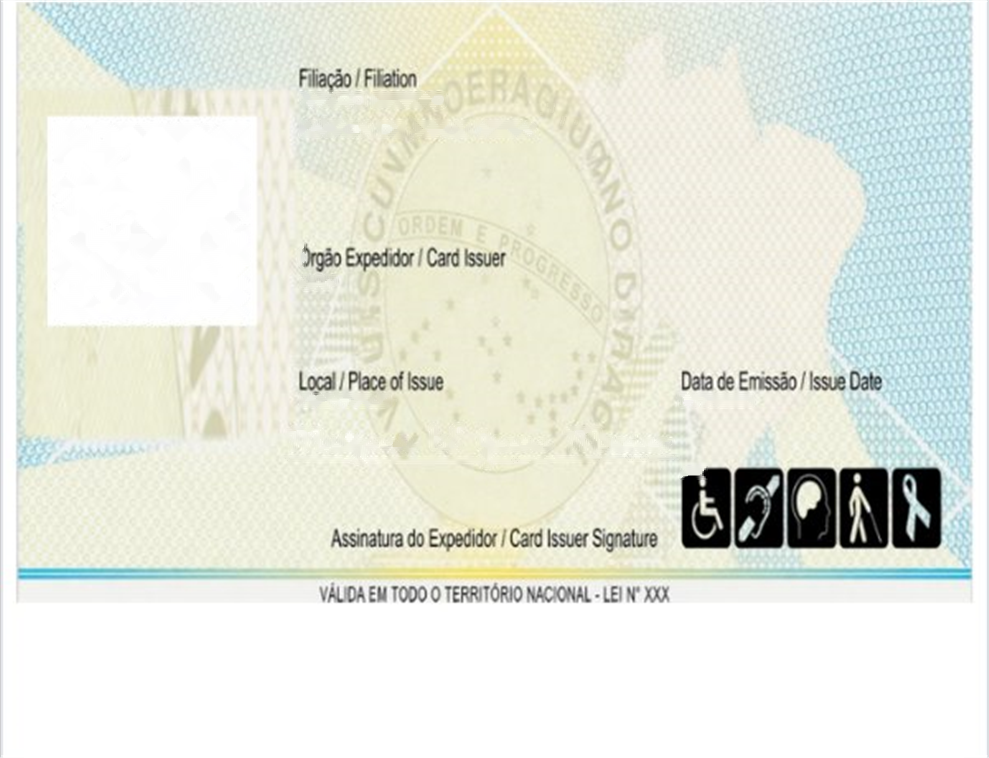 Filiação / Filiation
ORDEM E PROGRESSO
Órgão Expedidor / Card Issuer
Local / Place of Issue
Data de Emissão / Issue Date
Assinatura do Expedidor / Card Issuer Signature
VÁLIDA EM TODO O TERRITÓRIO NACIONAL - LEI N° XXX